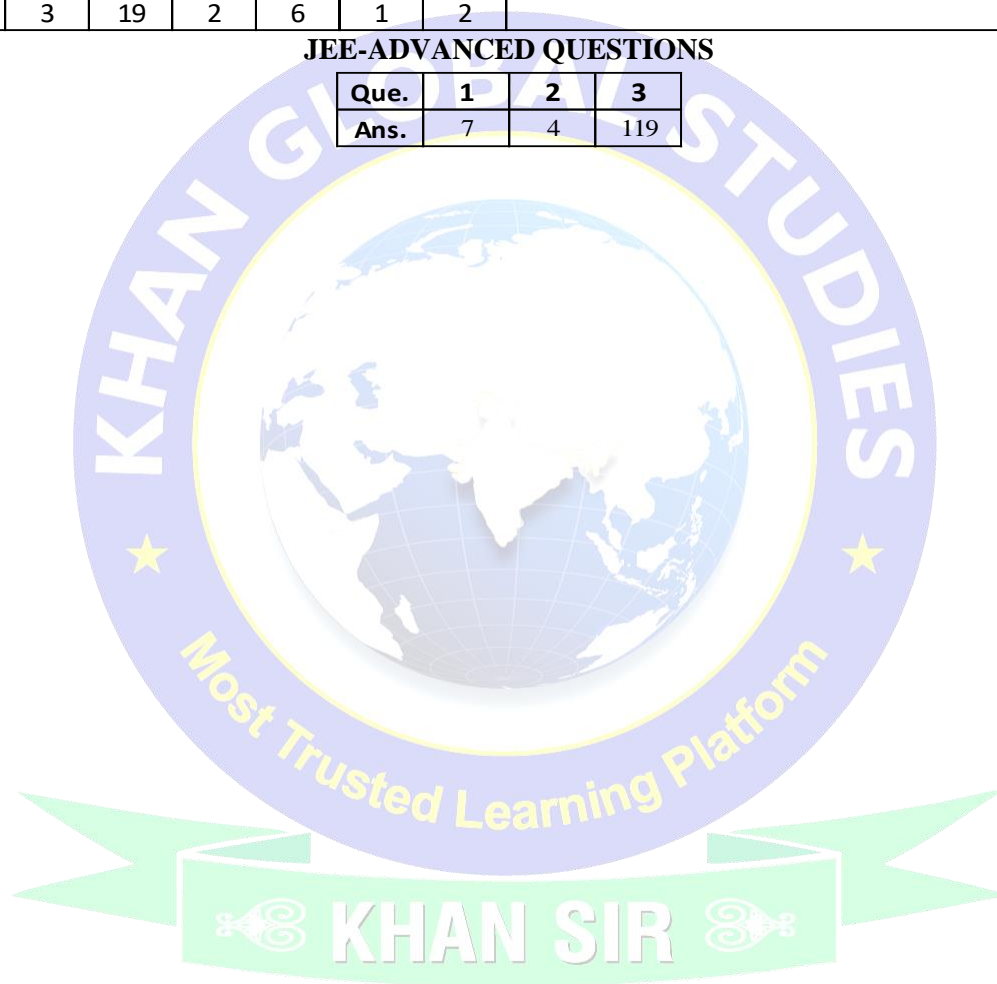 3 19 2 6 1 2
JEE-ADVANCED QUESTIONS
Que. 1 2 3
Ans. 7 4 119
KHAN GLOBAL STUDIES
Most Trusted Learning Platform
KHAN SIR